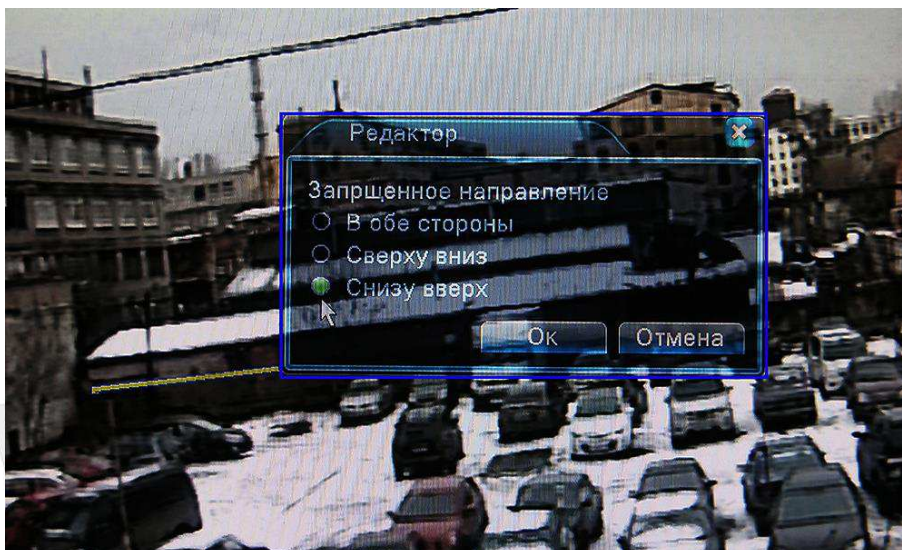 Редактор
Запрщенное направление
В обе стороны
Сверху вниз
Снизу вверх
Ок
Отмена